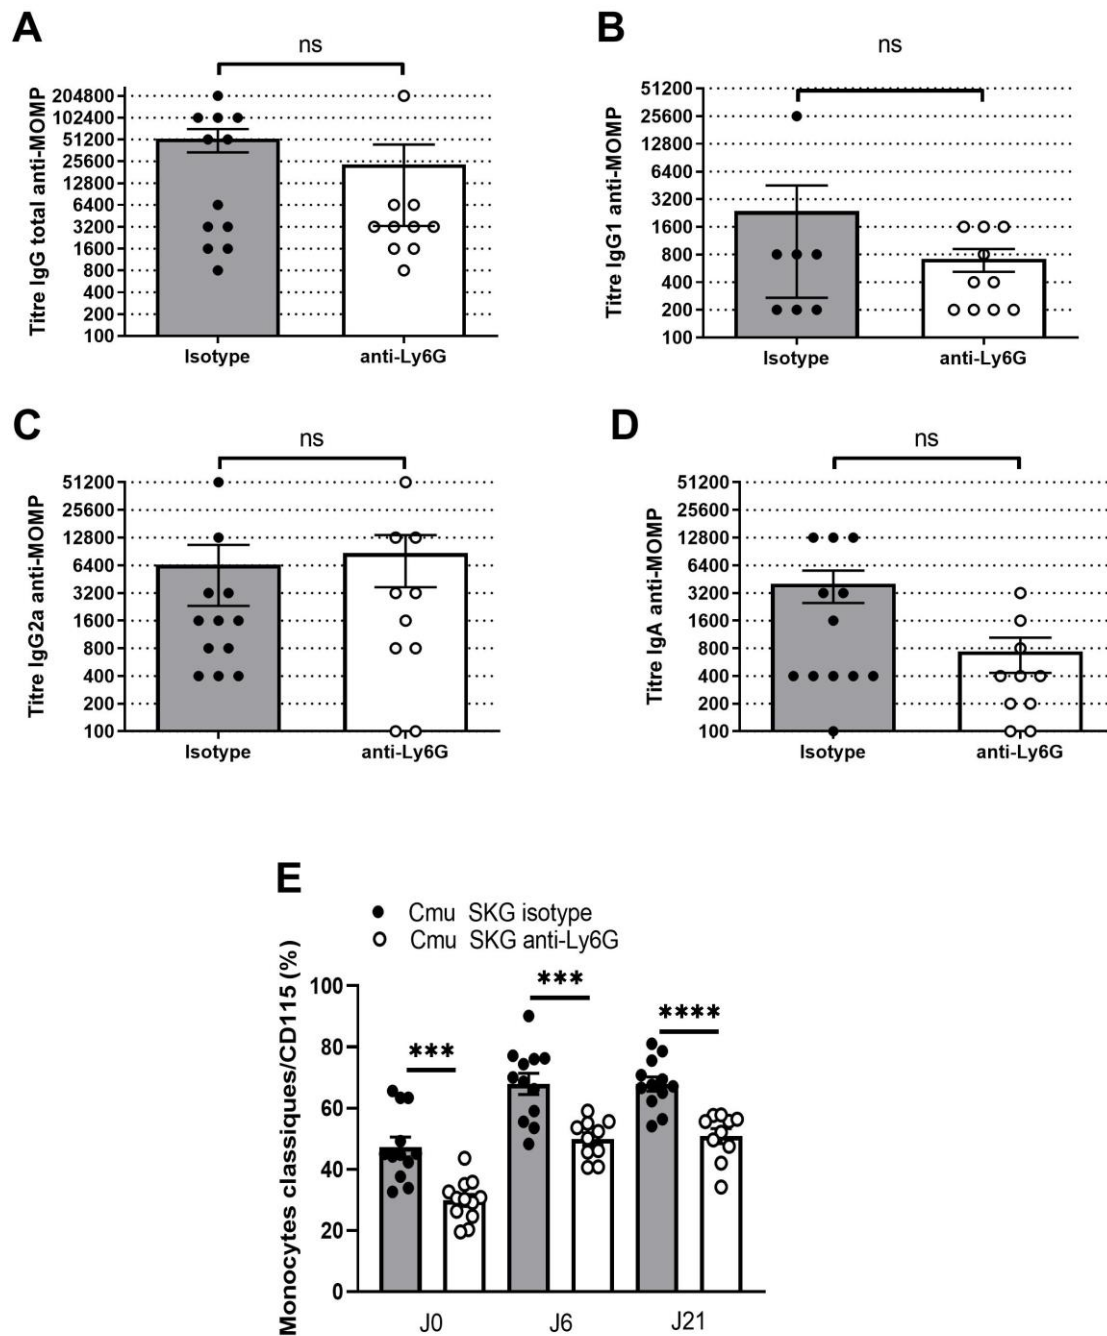 A
ns
Titre IgG total anti-MOMP
204800
102400
51200
25600
12800
6400
3200
1600
800
400
200
100
Isotype
anti-Ly6G
B
ns
Titre IgG1 anti-MOMP
51200
25600
12800
6400
3200
1600
800
400
200
100
Isotype
anti-Ly6G
C
ns
Titre IgG2a anti-MOMP
51200
25600
12800
6400
3200
1600
800
400
200
100
Isotype
anti-Ly6G
D
ns
Titre IgA anti-MOMP
51200
25600
12800
6400
3200
1600
800
400
200
100
Isotype
anti-Ly6G
E
Cmu SKG isotype
Cmu SKG anti-Ly6G
Monocytes classiques/CD115 (%)
100
80
60
40
20
0
***
***
****
J0
J6
J21